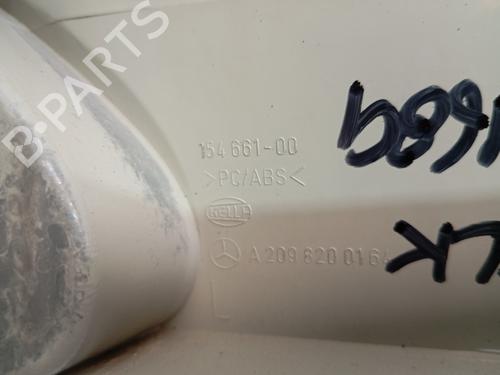 B-PARTS
154 661-00
>PC/ABS<
HELLA
A 209 820 01 64
L